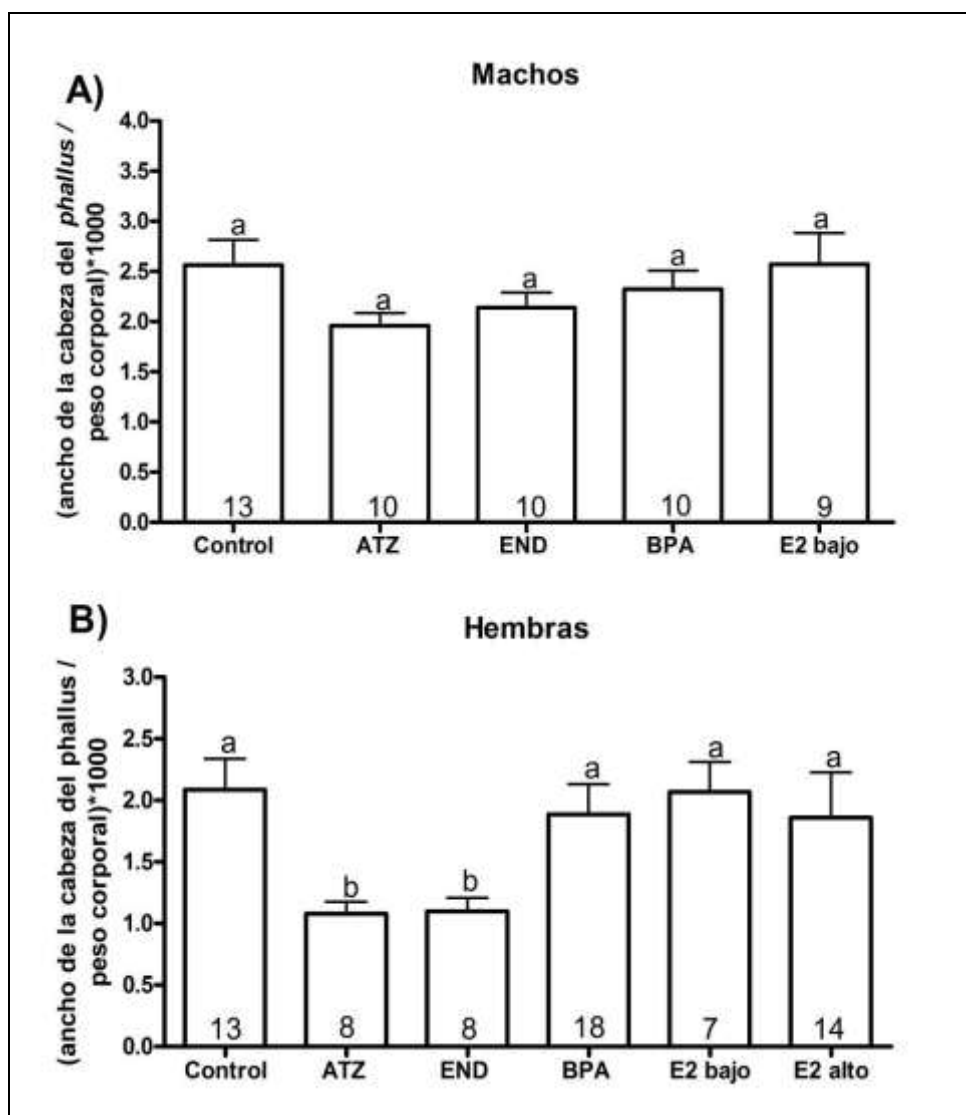 A)
Machos
(ancho de la cabeza del phallus /
peso corporal)*1000
4.0
3.5
3.0
2.5
2.0
1.5
1.0
0.5
0.0
a
a
a
a
a
13
10
10
10
9
Control
ATZ
END
BPA
E2 bajo
B)
Hembras
(ancho de la cabeza del phallus /
peso corporal)*1000
3.0
2.5
2.0
1.5
1.0
0.5
0.0
a
b
b
a
a
a
13
8
8
18
7
14
Control
ATZ
END
BPA
E2 bajo
E2 alto